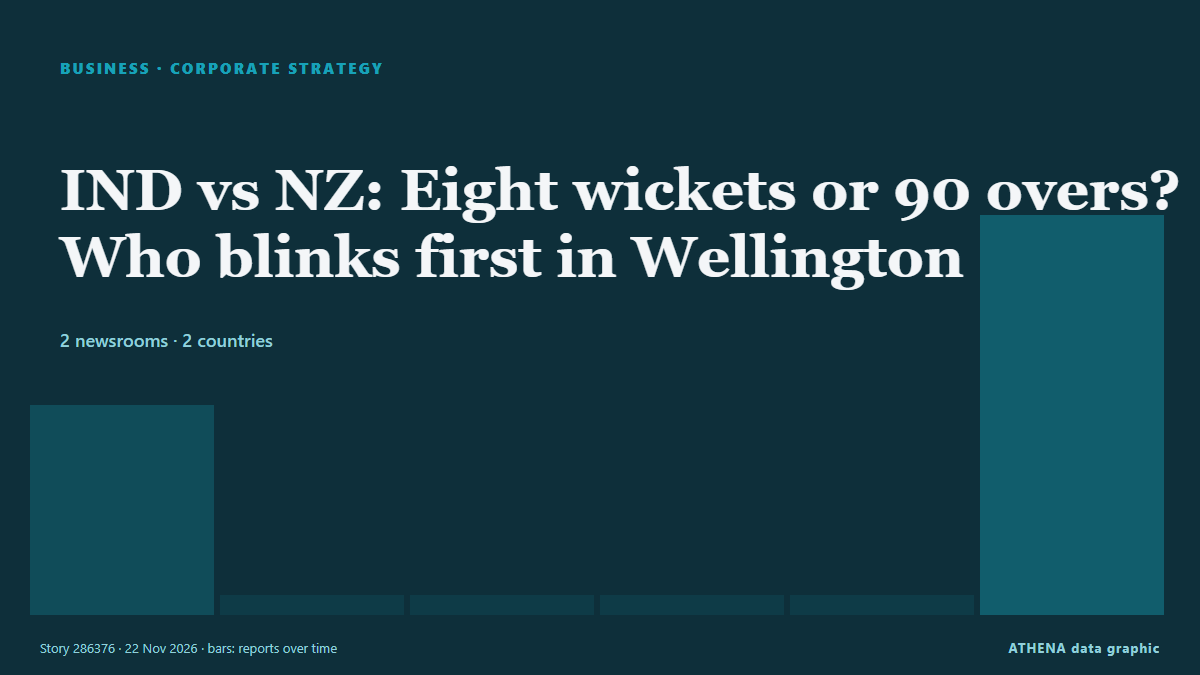 BUSINESS · CORPORATE STRATEGY
IND vs NZ: Eight wickets or 90 overs?
Who blinks first in Wellington
2 newsrooms · 2 countries
Story 286376 · 22 Nov 2026 · bars: reports over time
ATHENA data graphic